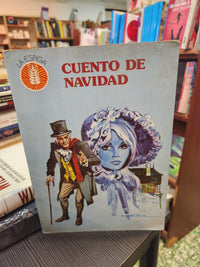 LA ESPIGA
CUENTO DE
NAVIDAD